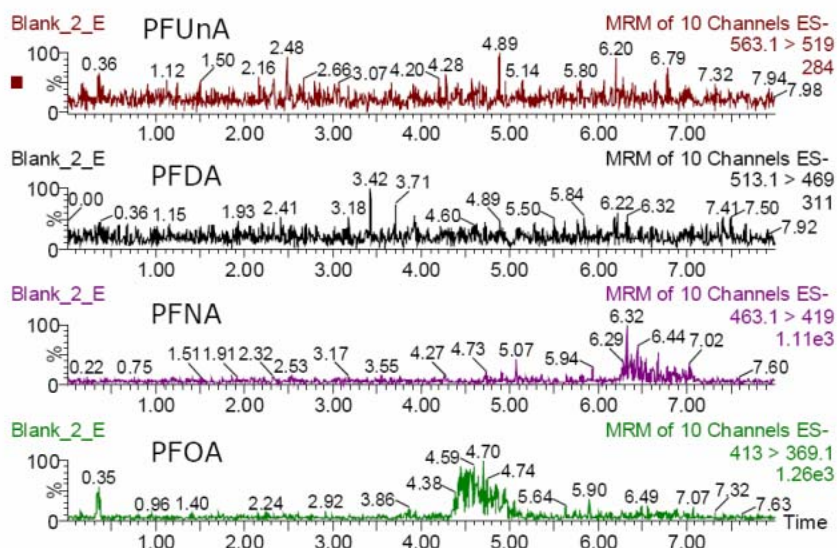 Blank_2_E PFUnA MRM of 10 Channels ES-
563.1 > 519
284
100
%
0
0.36 1.12 1.50 2.16 2.48 2.66 3.07 4.20 4.28 4.89 5.14 5.80 6.20 6.79 7.32 7.94 7.98
1.00 2.00 3.00 4.00 5.00 6.00 7.00
Blank_2_E PFDA MRM of 10 Channels ES-
513.1 > 469
311
100
%
0
0.00 0.36 1.15 1.93 2.41 3.18 3.42 3.71 4.60 4.89 5.50 5.84 6.22 6.32 7.41 7.50 7.92
1.00 2.00 3.00 4.00 5.00 6.00 7.00
Blank_2_E PFNA MRM of 10 Channels ES-
463.1 > 419
1.11e3
100
%
0
0.22 0.75 1.51 1.91 2.32 2.53 3.17 3.55 4.27 4.73 5.07 5.94 6.29 6.32 6.44 7.02 7.60
1.00 2.00 3.00 4.00 5.00 6.00 7.00
Blank_2_E PFOA MRM of 10 Channels ES-
413 > 369.1
1.26e3
100
%
0
0.35 0.96 1.40 2.24 2.92 3.86 4.38 4.59 4.70 4.74 5.64 5.90 6.49 7.07 7.32 7.63
Time
1.00 2.00 3.00 4.00 5.00 6.00 7.00